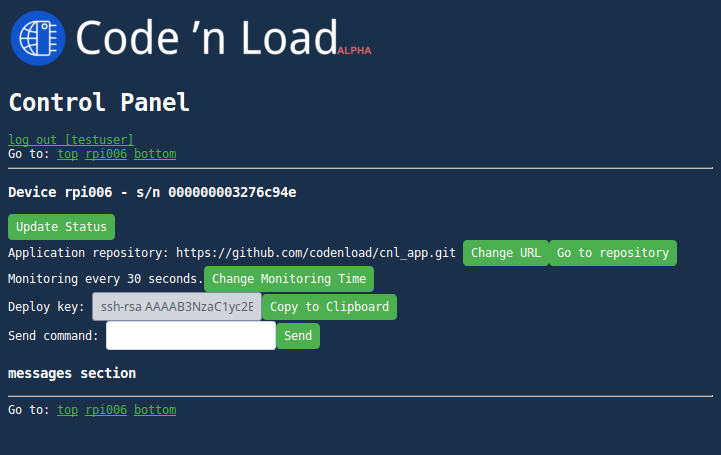 Code 'n Load ALPHA
Control Panel
log out [testuser]
Go to: top rpi006 bottom
Device rpi006 - s/n 000000003276c94e
Update Status
Application repository: https://github.com/codenload/cnl_app.git Change URL Go to repository
Monitoring every 30 seconds. Change Monitoring Time
Deploy key: ssh-rsa AAAAB3NzaC1yc2E Copy to Clipboard
Send command: Send
messages section
Go to: top rpi006 bottom